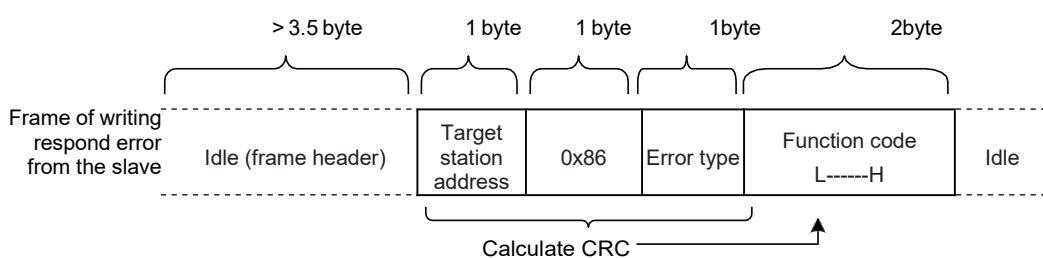 > 3.5 byte 1 byte 1 byte 1byte 2byte
Frame of writing
respond error
from the slave
Idle (frame header)
Target
station
address
0x86
Error type
Function code
L------H
Idle
Calculate CRC